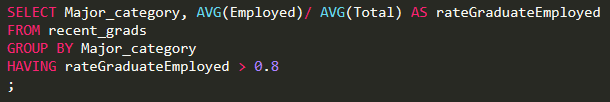 SELECT Major_category, AVG(Employed)/ AVG(Total) AS rateGraduateEmployed
FROM recent_grads
GROUP BY Major_category
HAVING rateGraduateEmployed > 0.8
;